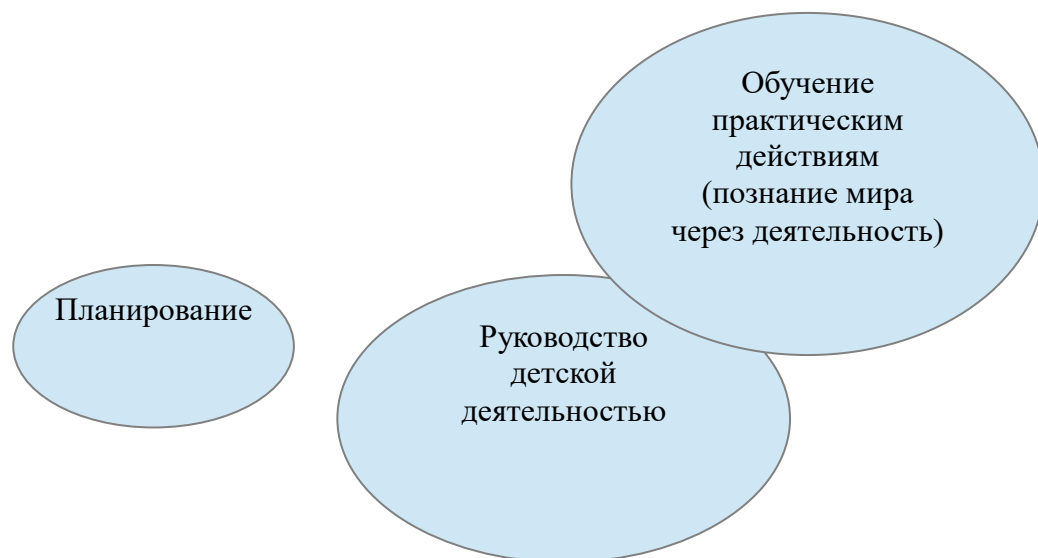 Обучение
практическим
действиям
(познание мира
через деятельность)
Планирование
Руководство
детской
деятельностью